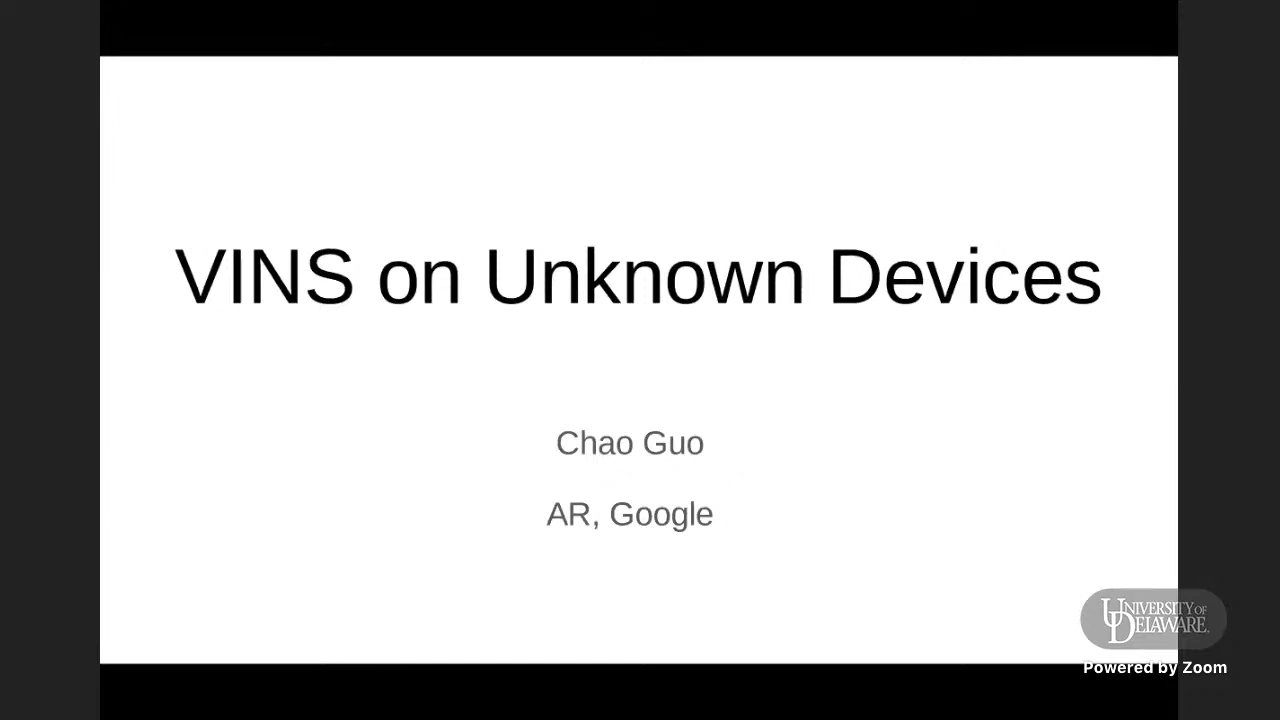 VINS on Unknown Devices
Chao Guo
AR, Google
UNIVERSITY OF
DELAWARE.
Powered by Zoom